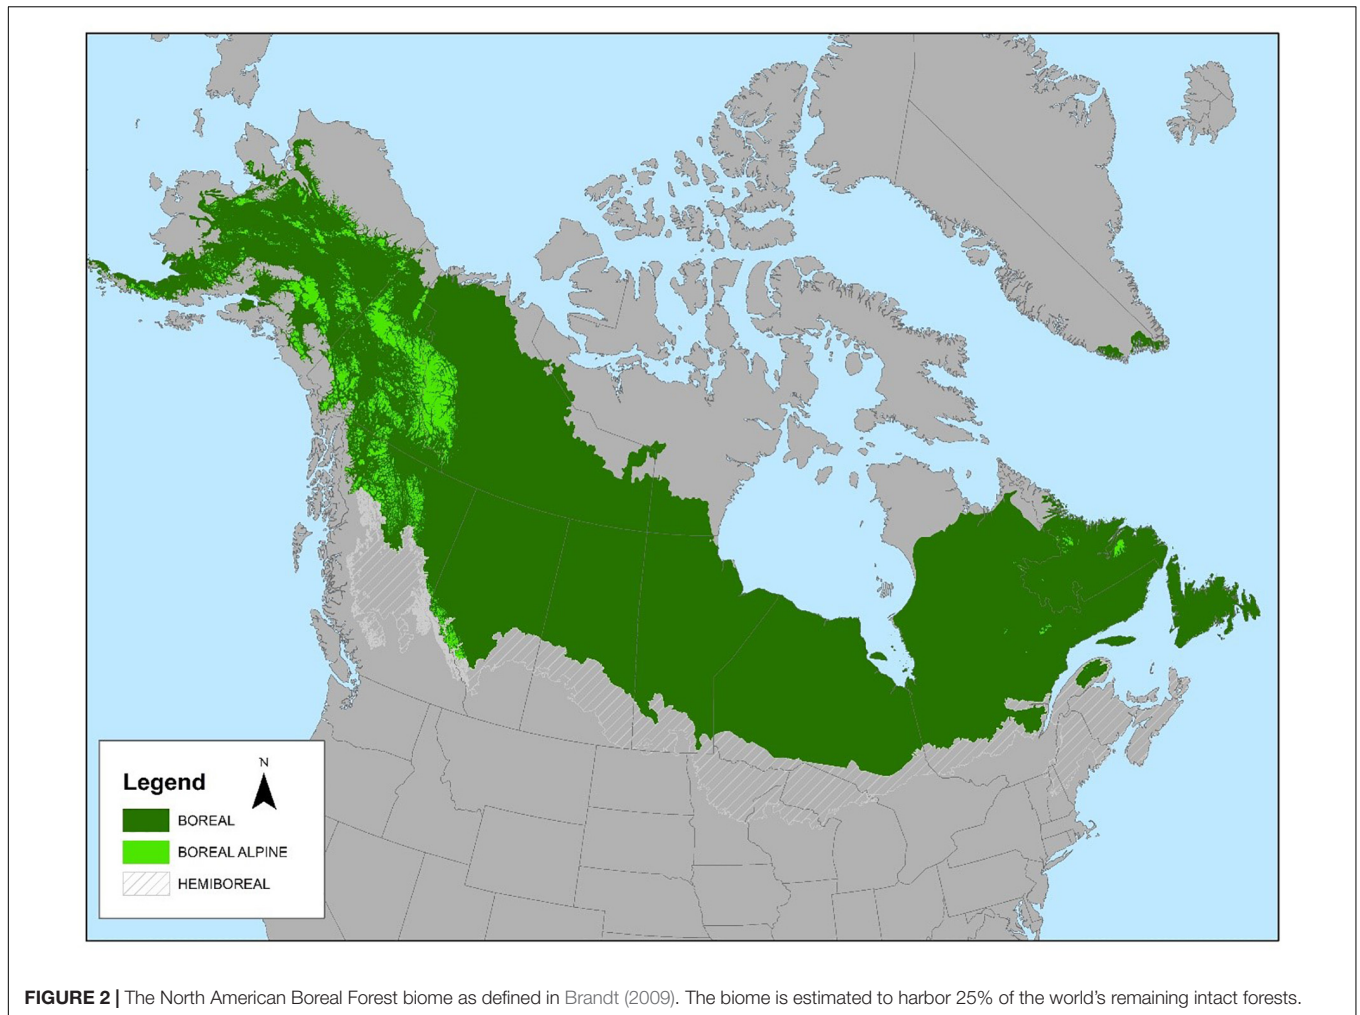 N
Legend
BOREAL
BOREAL ALPINE
HEMIBOREAL
FIGURE 2 | The North American Boreal Forest biome as defined in Brandt (2009). The biome is estimated to harbor 25% of the world’s remaining intact forests.